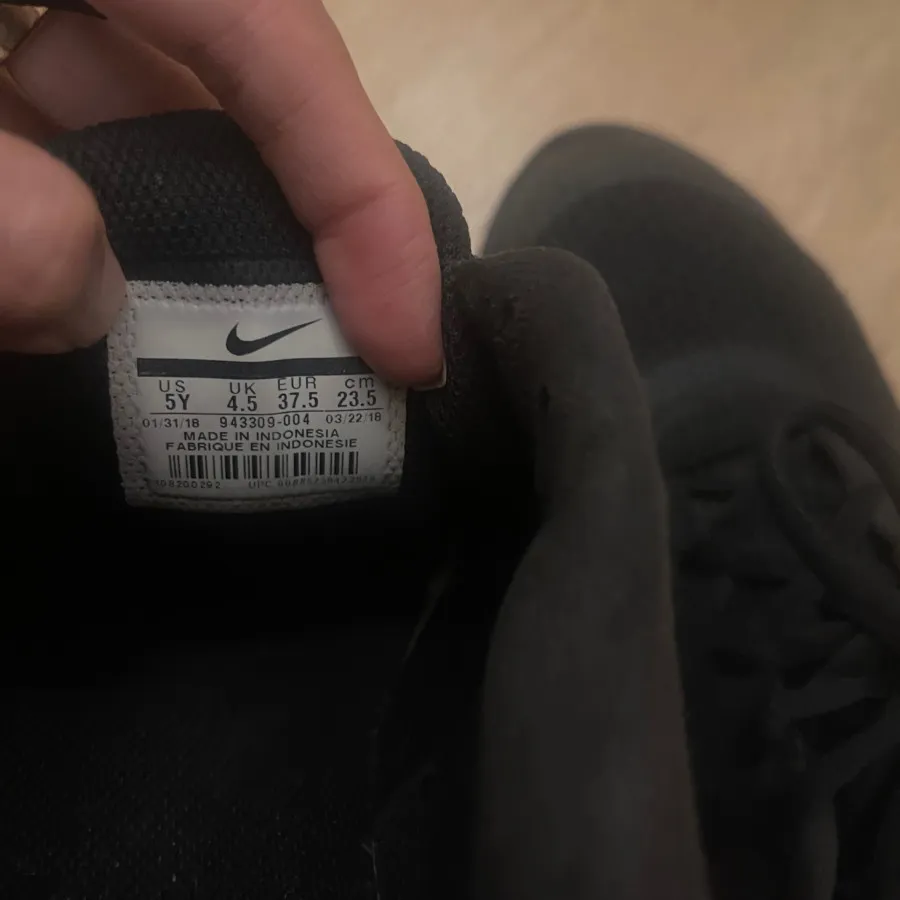 US UK EUR cm
5Y 4.5 37.5 23.5
01/31/18 943309-004 03/22/18
MADE IN INDONESIA
FABRIQUE EN INDONESIE
UPC